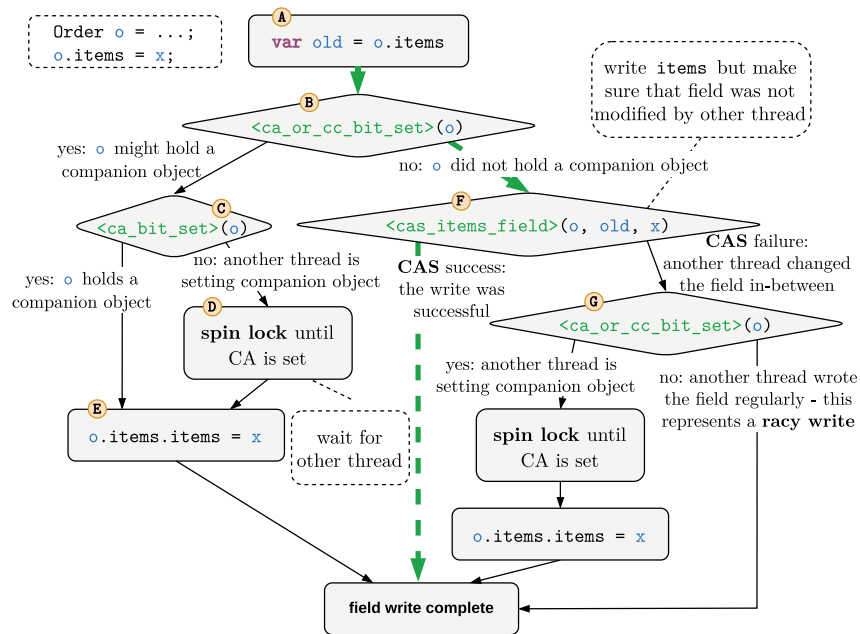 Order o = ...;
o.items = x;
A
var old = o.items
write items but make
sure that field was not
modified by other thread
B
<ca_or_cc_bit_set>(o)
yes: o might hold a
companion object
no: o did not hold a companion object
C
<ca_bit_set>(o)
F
<cas_items_field>(o, old, x)
yes: o holds a
companion object
no: another thread is
setting companion object
CAS success:
the write was
successful
CAS failure:
another thread changed
the field in-between
D
spin lock until
CA is set
G
<ca_or_cc_bit_set>(o)
yes: another thread is
setting companion object
no: another thread wrote
the field regularly - this
represents a racy write
E
o.items.items = x
wait for
other thread
spin lock until
CA is set
o.items.items = x
field write complete